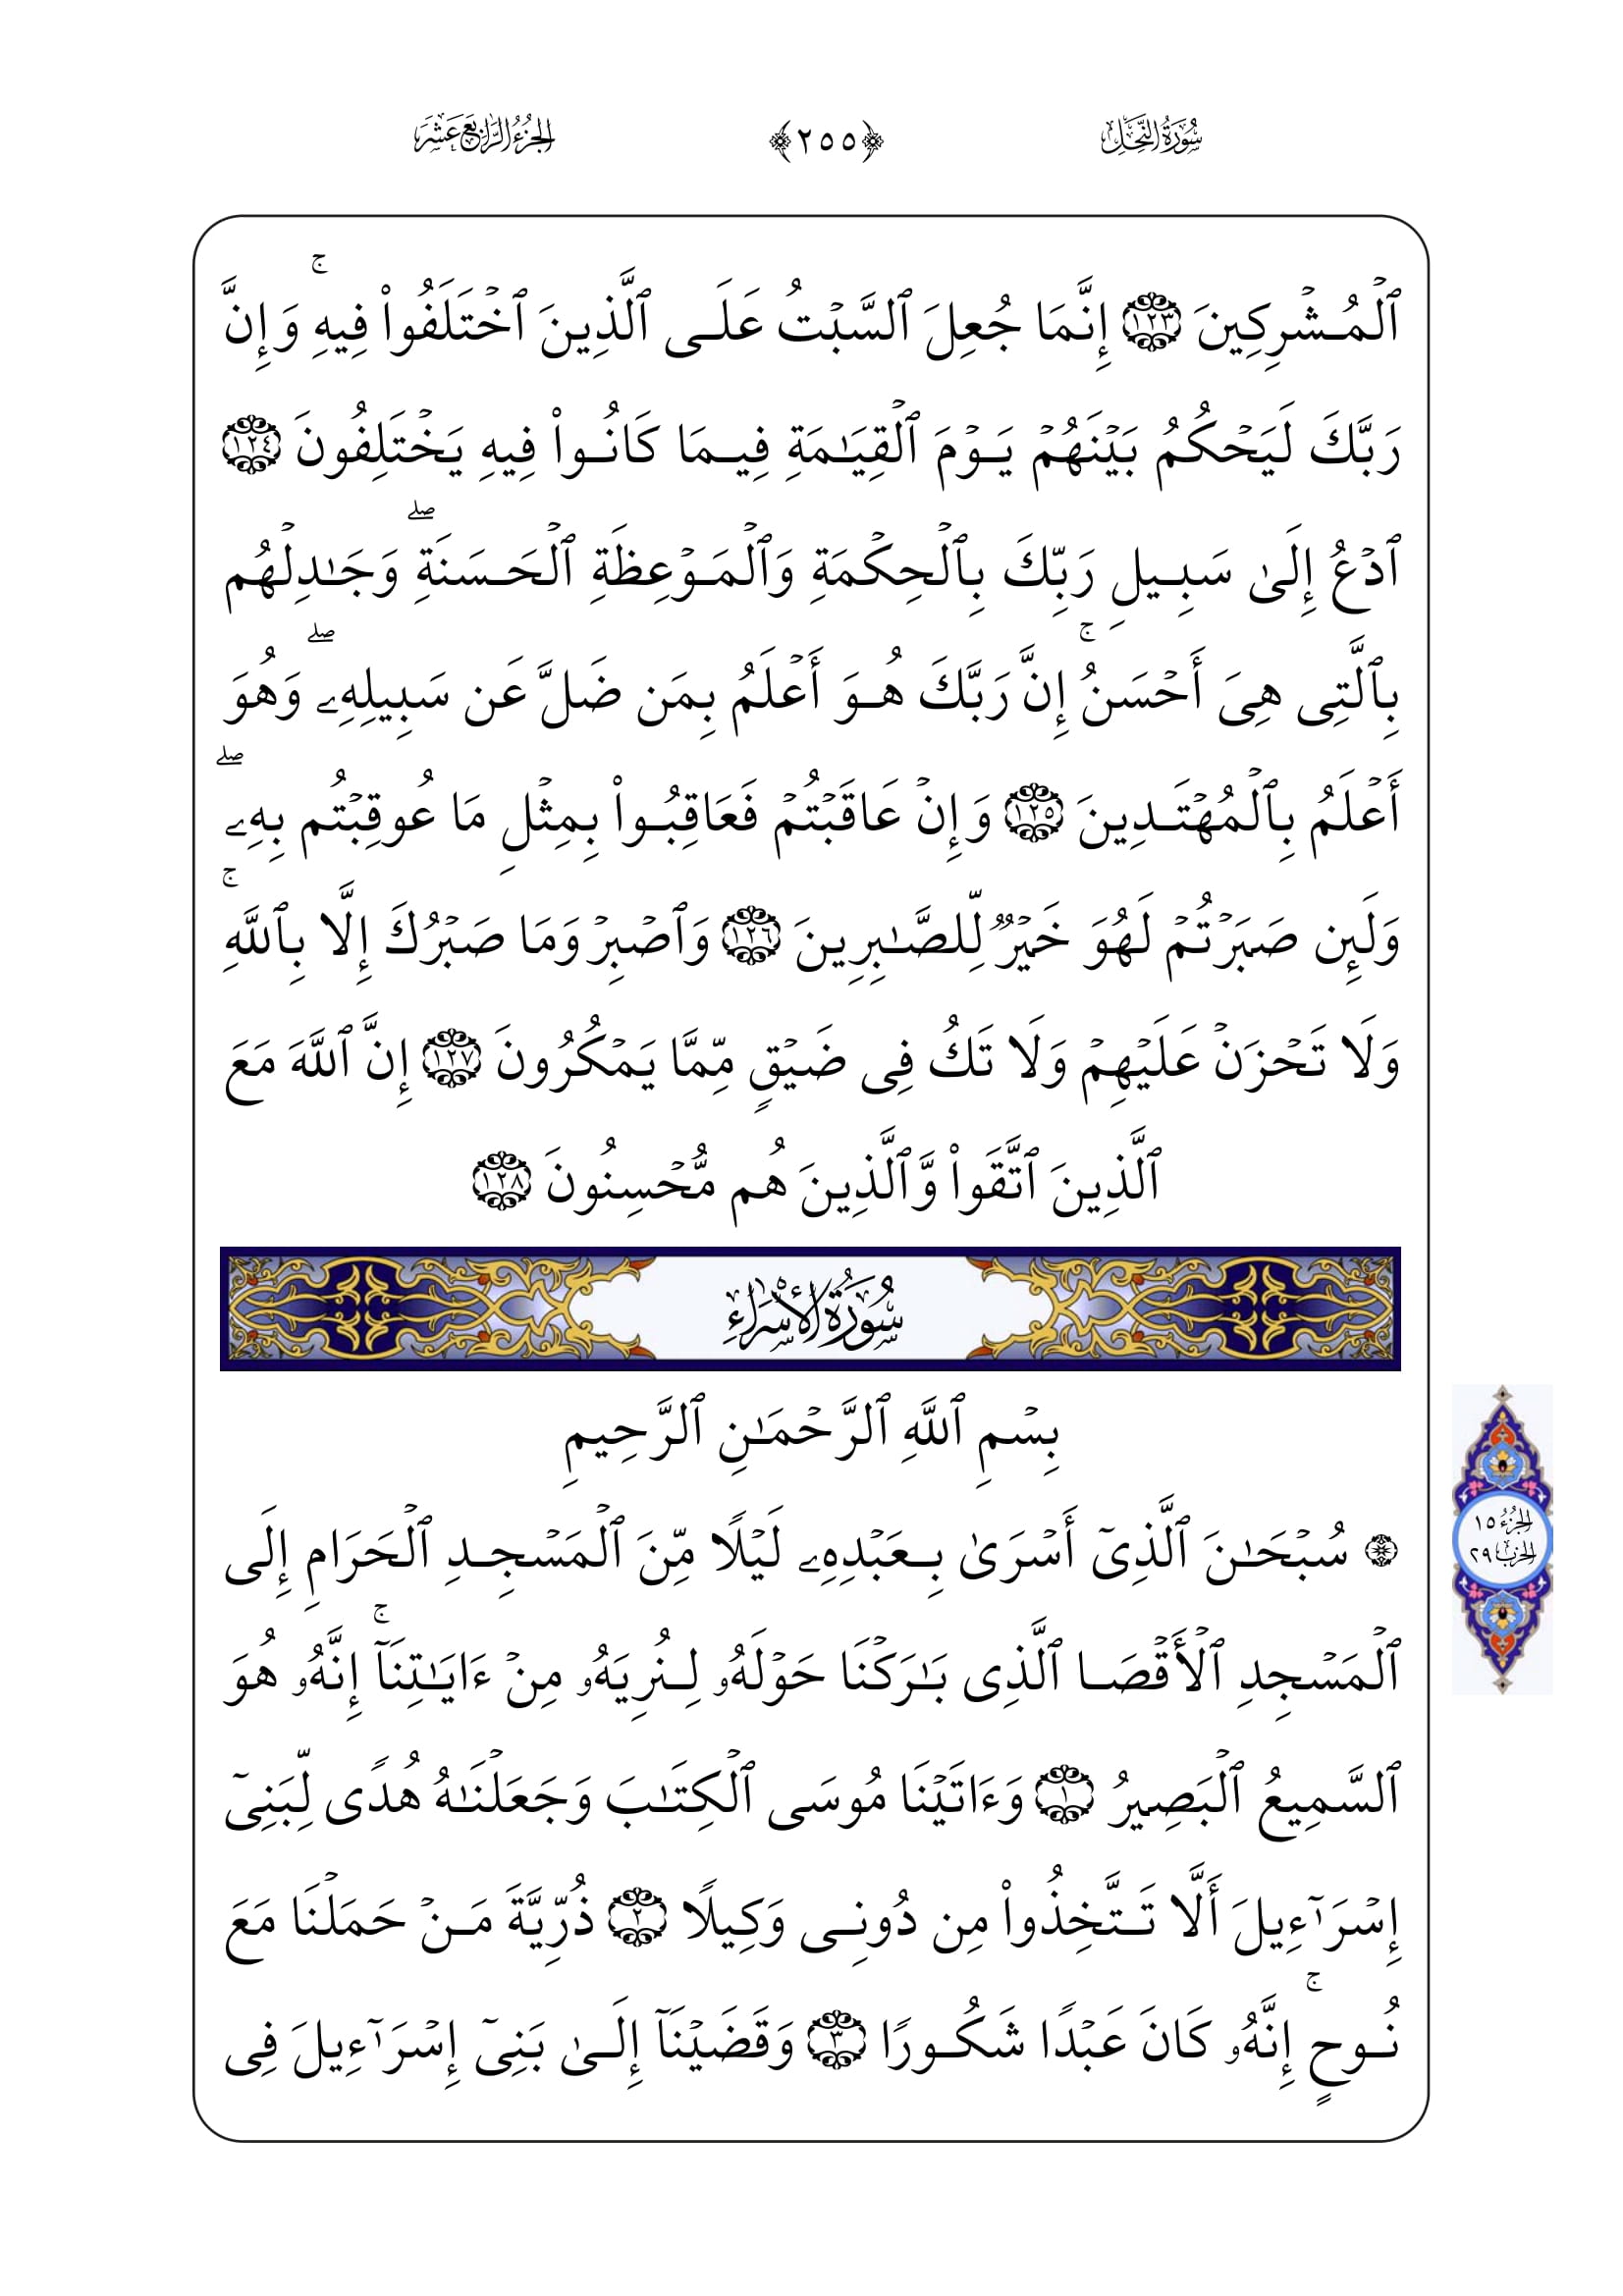 سُورَةُ النَّحْلِ ﴿٢٥٥﴾ الجُزْءُ الرَّابِعَ عَشَرَ
ٱلْمُشْرِكِينَ ١٢٣ إِنَّمَا جُعِلَ ٱلسَّبْتُ عَلَى ٱلَّذِينَ ٱخْتَلَفُوا۟ فِيهِ ۚ وَإِنَّ
رَبَّكَ لَيَحْكُمُ بَيْنَهُمْ يَوْمَ ٱلْقِيَـٰمَةِ فِيمَا كَانُوا۟ فِيهِ يَخْتَلِفُونَ ١٢٤
ٱدْعُ إِلَىٰ سَبِيلِ رَبِّكَ بِٱلْحِكْمَةِ وَٱلْمَوْعِظَةِ ٱلْحَسَنَةِ ۖ وَجَـٰدِلْهُم
بِٱلَّتِى هِىَ أَحْسَنُ ۚ إِنَّ رَبَّكَ هُوَ أَعْلَمُ بِمَن ضَلَّ عَن سَبِيلِهِۦ ۖ وَهُوَ
أَعْلَمُ بِٱلْمُهْتَدِينَ ١٢٥ وَإِنْ عَاقَبْتُمْ فَعَاقِبُوا۟ بِمِثْلِ مَا عُوقِبْتُم بِهِۦ ۖ
وَلَئِن صَبَرْتُمْ لَهُوَ خَيْرٌ لِّلصَّـٰبِرِينَ ١٢٦ وَٱصْبِرْ وَمَا صَبْرُكَ إِلَّا بِٱللَّهِ ۚ
وَلَا تَحْزَنْ عَلَيْهِمْ وَلَا تَكُ فِى ضَيْقٍ مِّمَّا يَمْكُرُونَ ١٢٧ إِنَّ ٱللَّهَ مَعَ
ٱلَّذِينَ ٱتَّقَوا۟ وَّٱلَّذِينَ هُم مُّحْسِنُونَ ١٢٨
سُورَةُ الإِسْرَاءِ
بِسْمِ ٱللَّهِ ٱلرَّحْمَـٰنِ ٱلرَّحِيمِ
الجُزْءُ ١٥
الحِزْبُ ٢٩
۞ سُبْحَـٰنَ ٱلَّذِىٓ أَسْرَىٰ بِعَبْدِهِۦ لَيْلًا مِّنَ ٱلْمَسْجِدِ ٱلْحَرَامِ إِلَى
ٱلْمَسْجِدِ ٱلْأَقْصَا ٱلَّذِى بَـٰرَكْنَا حَوْلَهُۥ لِنُرِيَهُۥ مِنْ ءَايَـٰتِنَآ ۚ إِنَّهُۥ هُوَ
ٱلسَّمِيعُ ٱلْبَصِيرُ ١ وَءَاتَيْنَا مُوسَى ٱلْكِتَـٰبَ وَجَعَلْنَـٰهُ هُدًى لِّبَنِىٓ
إِسْرَٰٓءِيلَ أَلَّا تَتَّخِذُوا۟ مِن دُونِى وَكِيلًا ٢ ذُرِّيَّةَ مَنْ حَمَلْنَا مَعَ
نُوحٍ ۚ إِنَّهُۥ كَانَ عَبْدًا شَكُورًا ٣ وَقَضَيْنَآ إِلَىٰ بَنِىٓ إِسْرَٰٓءِيلَ فِى